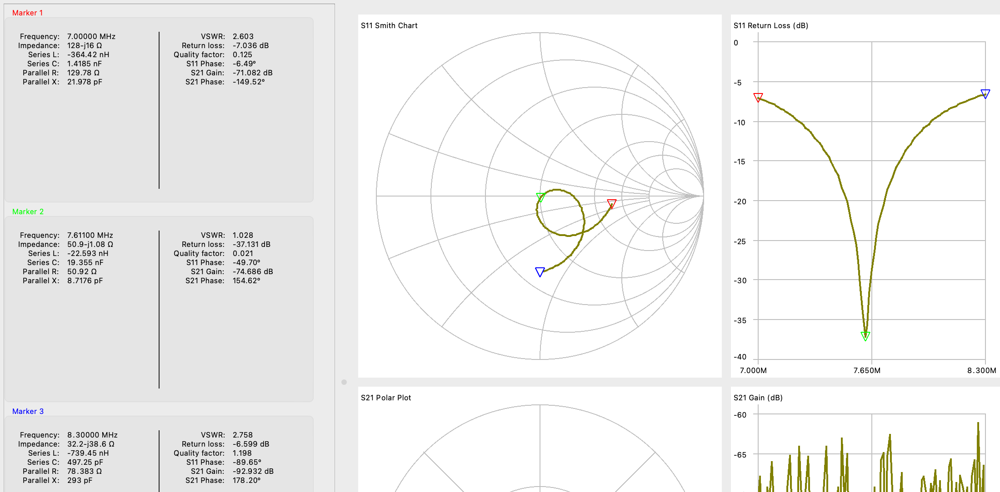 Marker 1
Frequency: 7.00000 MHz
Impedance: 128-j16 Ω
Series L: -364.42 nH
Series C: 1.4185 nF
Parallel R: 129.78 Ω
Parallel X: 21.978 pF
VSWR: 2.603
Return loss: -7.036 dB
Quality factor: 0.125
S11 Phase: -6.49°
S21 Gain: -71.082 dB
S21 Phase: -149.52°
Marker 2
Frequency: 7.61100 MHz
Impedance: 50.9-j1.08 Ω
Series L: -22.593 nH
Series C: 19.355 nF
Parallel R: 50.92 Ω
Parallel X: 8.7176 pF
VSWR: 1.028
Return loss: -37.131 dB
Quality factor: 0.021
S11 Phase: -49.70°
S21 Gain: -74.686 dB
S21 Phase: 154.62°
Marker 3
Frequency: 8.30000 MHz
Impedance: 32.2-j38.6 Ω
Series L: -739.45 nH
Series C: 497.25 pF
Parallel R: 78.383 Ω
Parallel X: 293 pF
VSWR: 2.758
Return loss: -6.599 dB
Quality factor: 1.198
S11 Phase: -89.65°
S21 Gain: -92.932 dB
S21 Phase: 178.20°
S11 Smith Chart
S11 Return Loss (dB)
0
-5
-10
-15
-20
-25
-30
-35
-40
7.000M 7.650M 8.300M
S21 Polar Plot
S21 Gain (dB)
-60
-65